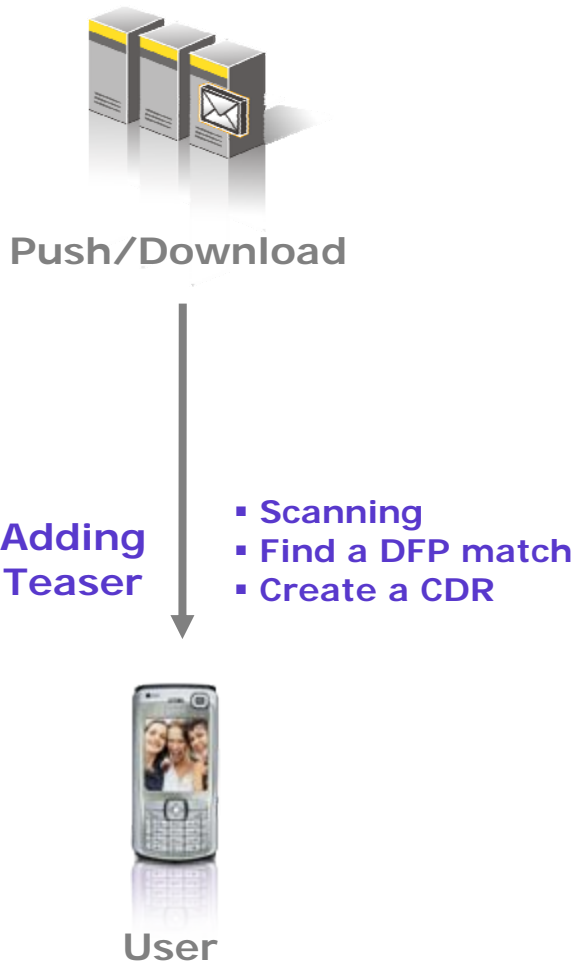 Push/Download
Adding
Teaser
▪ Scanning
▪ Find a DFP match
▪ Create a CDR
User